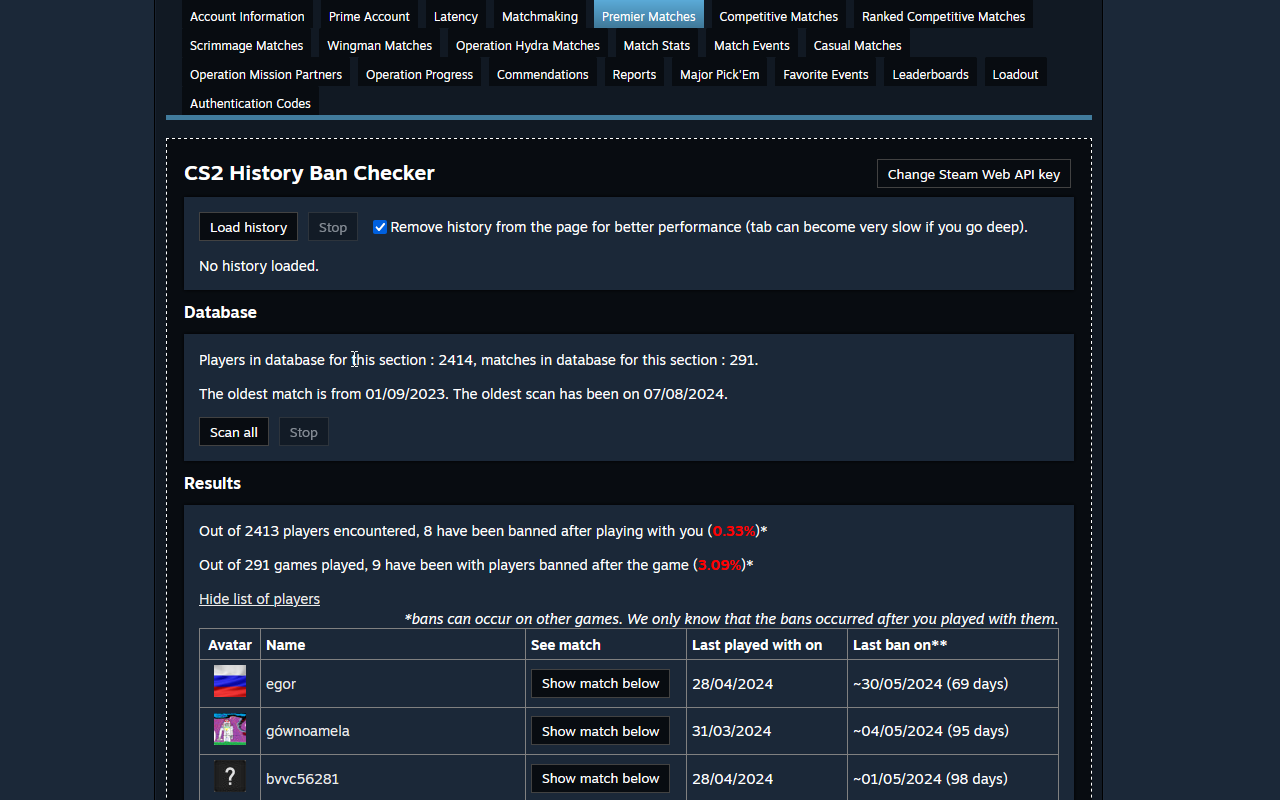 Account Information Prime Account Latency Matchmaking Premier Matches Competitive Matches Ranked Competitive Matches
Scrimmage Matches Wingman Matches Operation Hydra Matches Match Stats Match Events Casual Matches
Operation Mission Partners Operation Progress Commendations Reports Major Pick'Em Favorite Events Leaderboards Loadout
Authentication Codes
CS2 History Ban Checker Change Steam Web API key
Load history Stop Remove history from the page for better performance (tab can become very slow if you go deep).
No history loaded.
Database
Players in database for this section : 2414, matches in database for this section : 291.
The oldest match is from 01/09/2023. The oldest scan has been on 07/08/2024.
Scan all Stop
Results
Out of 2413 players encountered, 8 have been banned after playing with you (0.33%)*
Out of 291 games played, 9 have been with players banned after the game (3.09%)*
Hide list of players
*bans can occur on other games. We only know that the bans occurred after you played with them.
Avatar Name See match Last played with on Last ban on**
egor Show match below 28/04/2024 ~30/05/2024 (69 days)
gównoamela Show match below 31/03/2024 ~04/05/2024 (95 days)
? bvvc56281 Show match below 28/04/2024 ~01/05/2024 (98 days)